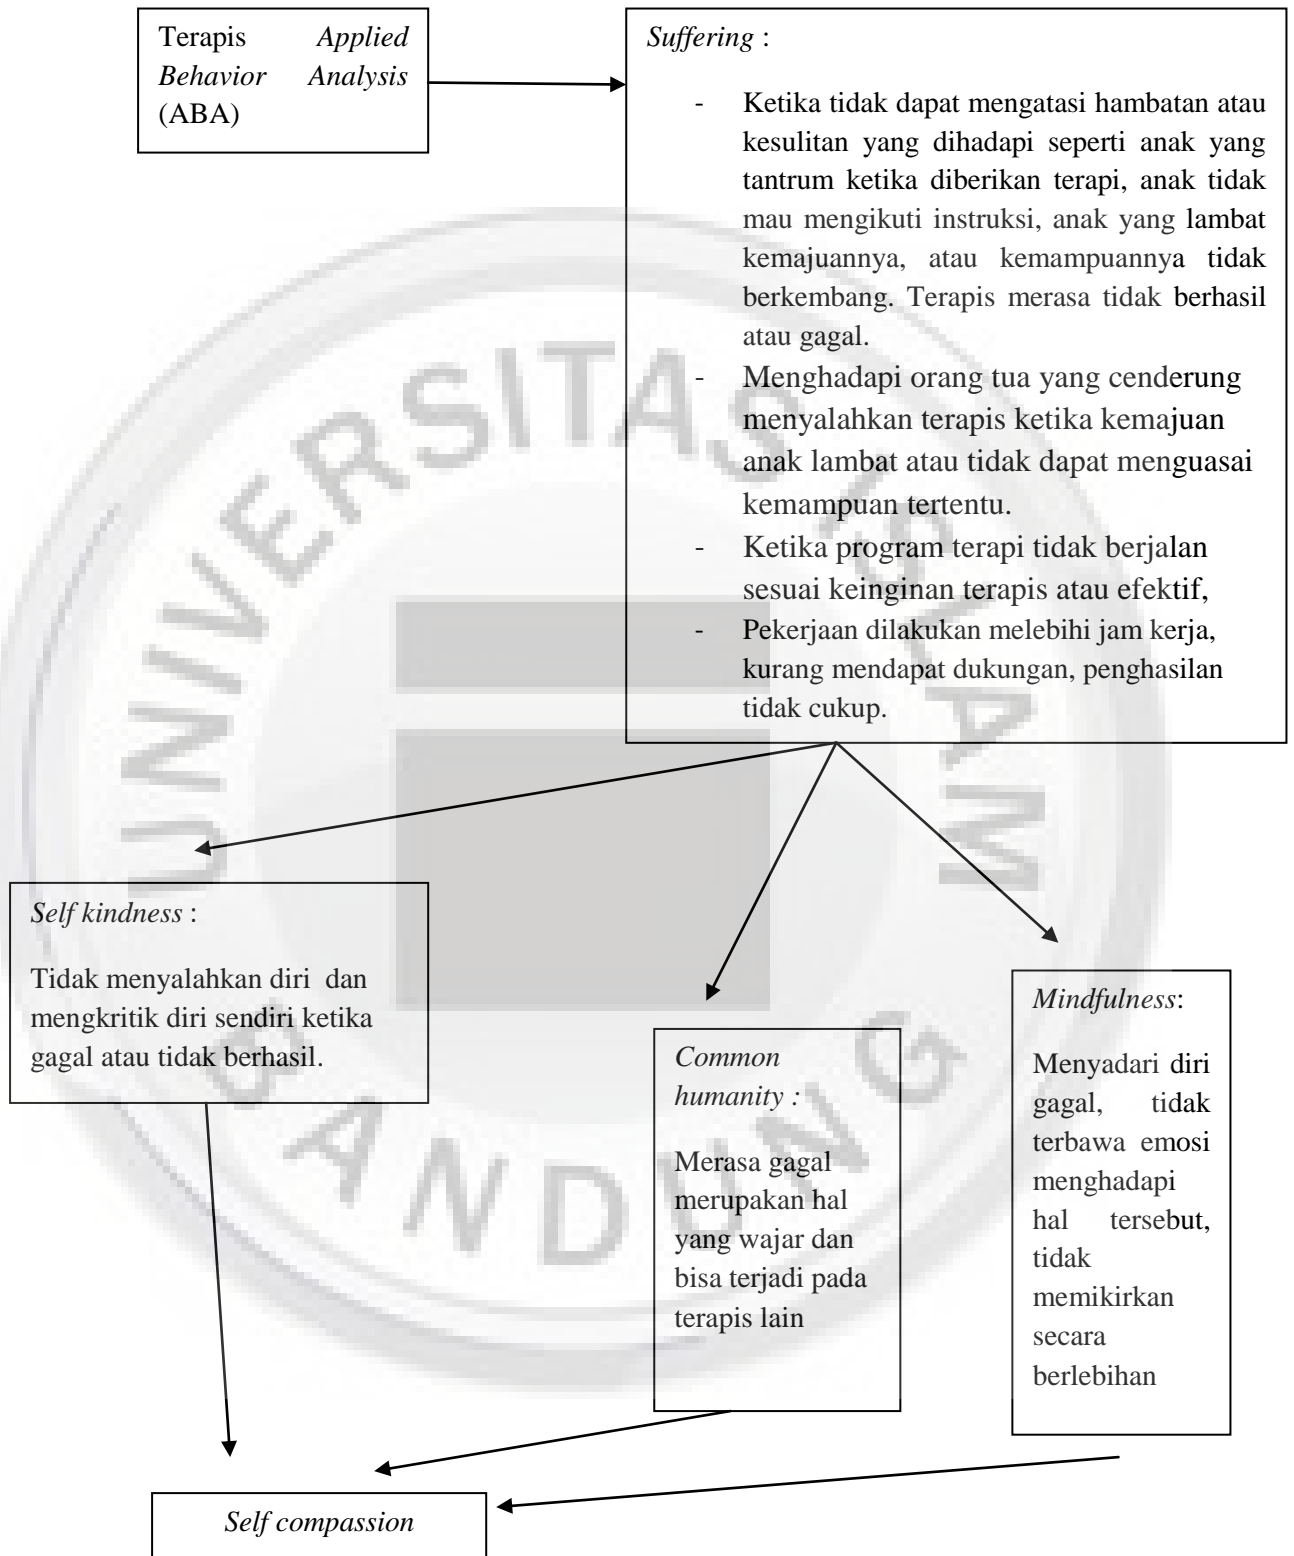 Terapis Applied
Behavior Analysis
(ABA)
Suffering :
- Ketika tidak dapat mengatasi hambatan atau
kesulitan yang dihadapi seperti anak yang
tantrum ketika diberikan terapi, anak tidak
mau mengikuti instruksi, anak yang lambat
kemajuannya, atau kemampuannya tidak
berkembang. Terapis merasa tidak berhasil
atau gagal.
- Menghadapi orang tua yang cenderung
menyalahkan terapis ketika kemajuan
anak lambat atau tidak dapat menguasai
kemampuan tertentu.
- Ketika program terapi tidak berjalan
sesuai keinginan terapis atau efektif,
- Pekerjaan dilakukan melebihi jam kerja,
kurang mendapat dukungan, penghasilan
tidak cukup.
Self kindness :
Tidak menyalahkan diri dan
mengkritik diri sendiri ketika
gagal atau tidak berhasil.
Common
humanity :
Merasa gagal
merupakan hal
yang wajar dan
bisa terjadi pada
terapis lain
Mindfulness:
Menyadari diri
gagal, tidak
terbawa emosi
menghadapi
hal tersebut,
tidak
memikirkan
secara
berlebihan
Self compassion
UNIVERSITAS ISLAM
BANDUNG